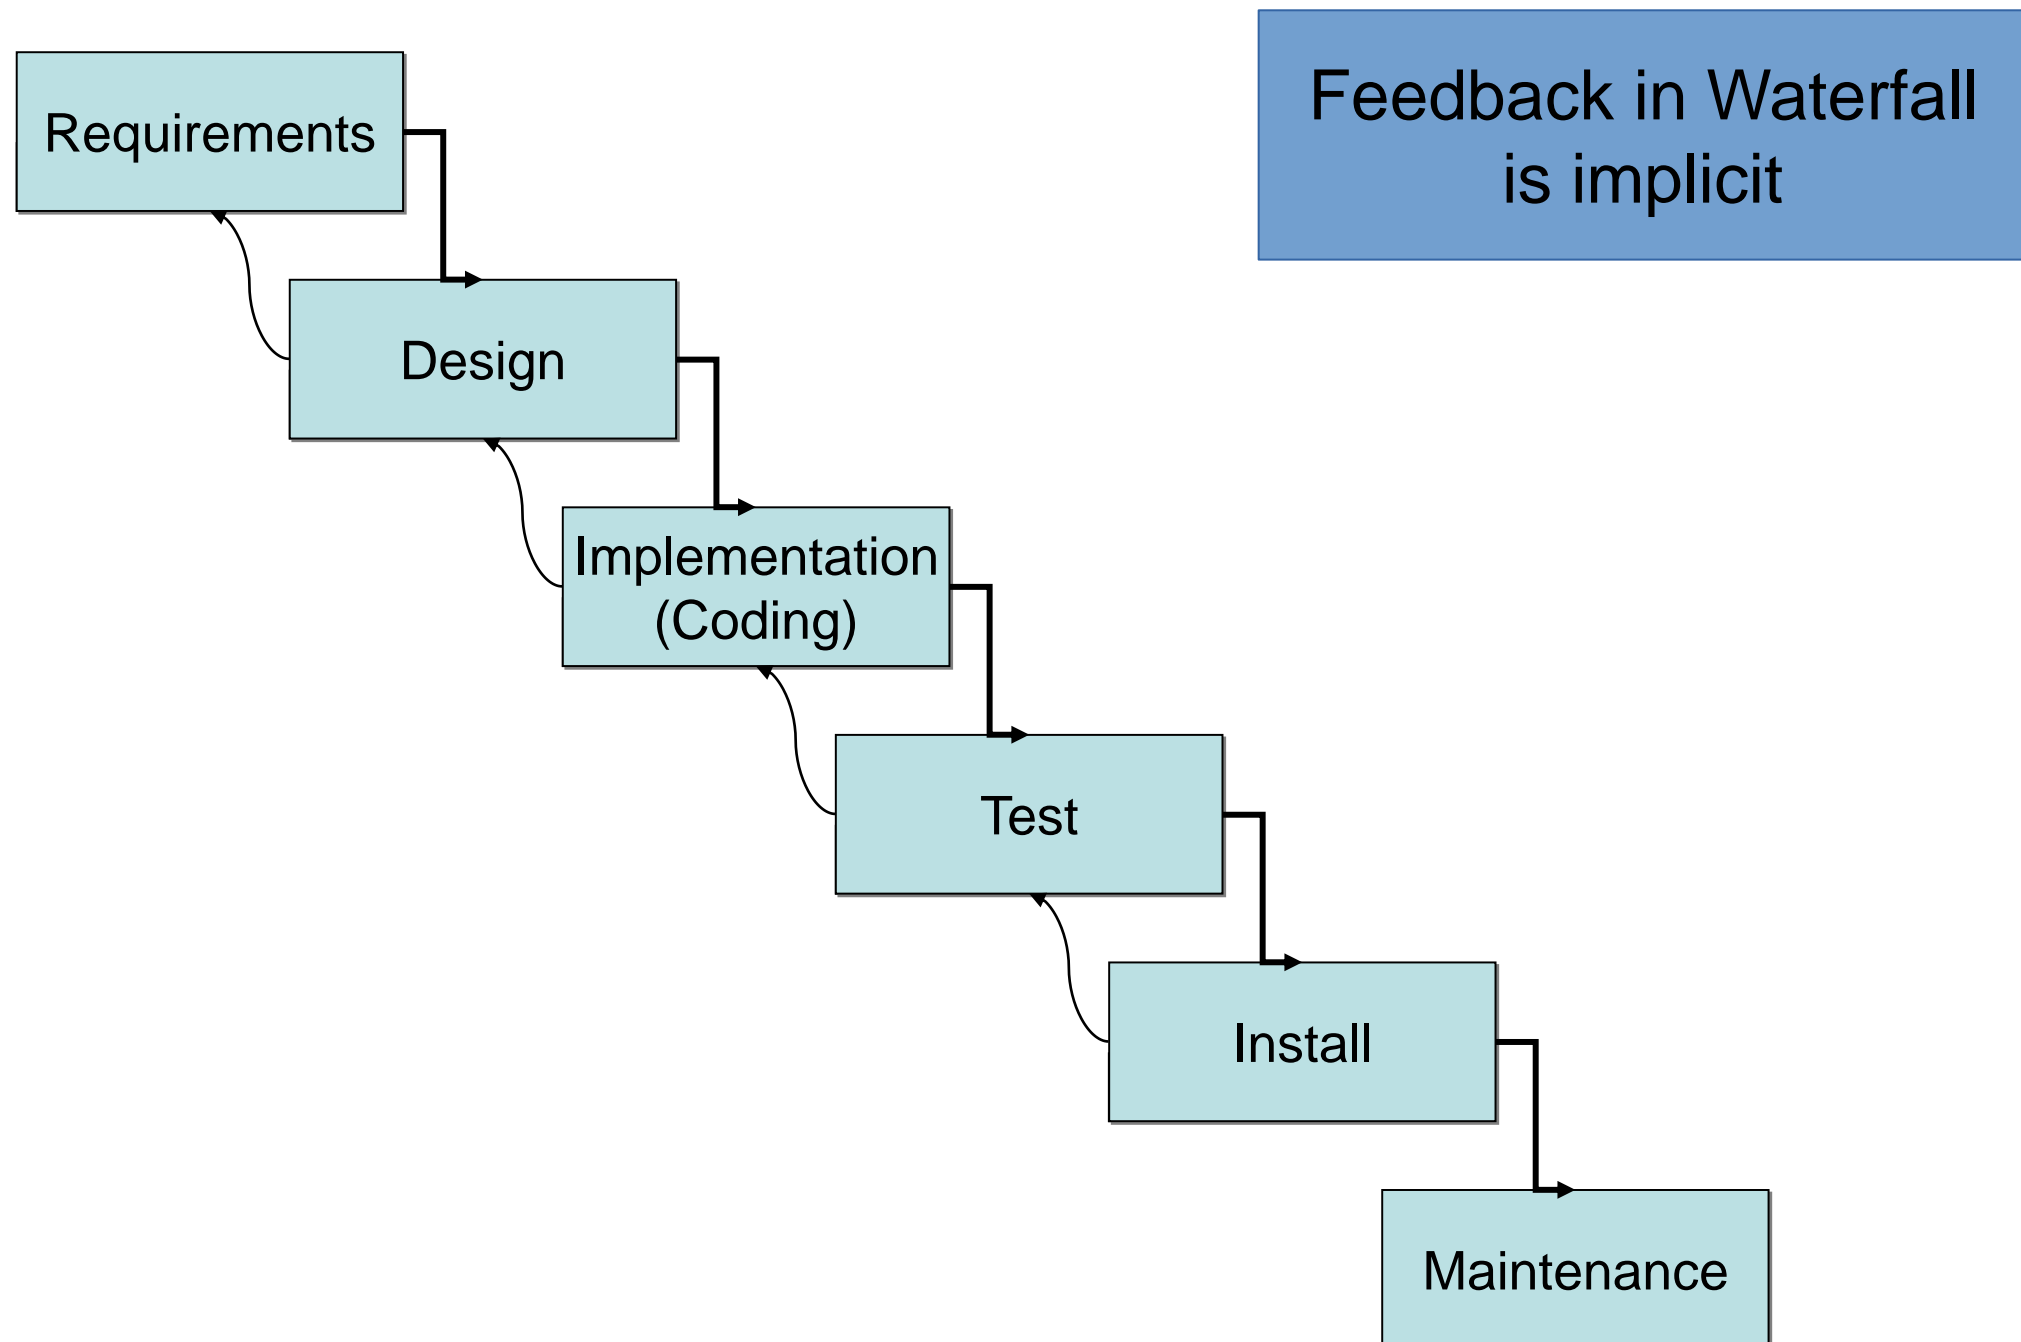 Feedback in Waterfall
is implicit
Requirements
Design
Implementation
(Coding)
Test
Install
Maintenance